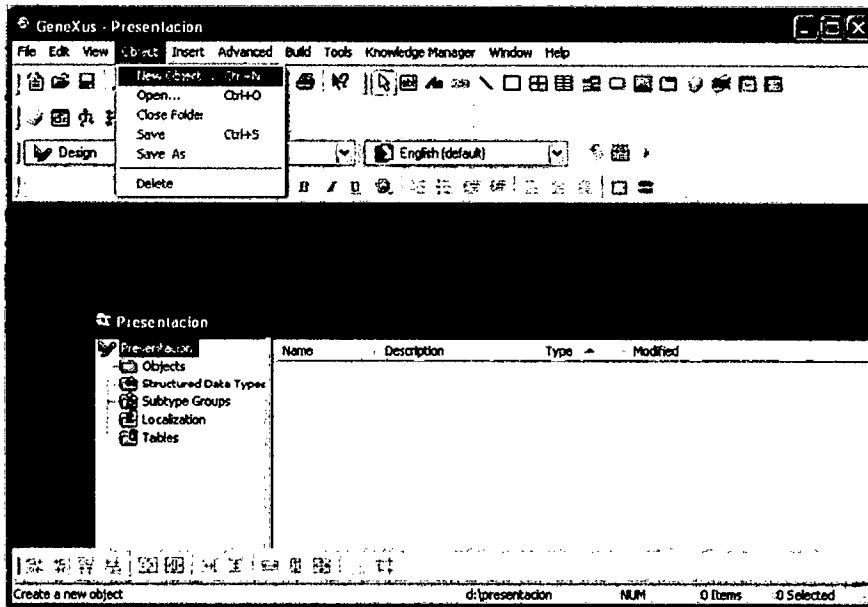 GeneXus - Presentacion
File Edit View Object Insert Advanced Build Tools Knowledge Manager Window Help
New Object... Ctrl+N
Open... Ctrl+O
Close Folder
Save Ctrl+S
Save As
Delete
Design
English (default)
B I U
Presentacion
Presentacion
Objects
Structured Data Types
Subtype Groups
Localization
Tables
Name Description Type Modified
Create a new object d:\presentacion NUM 0 Items 0 Selected